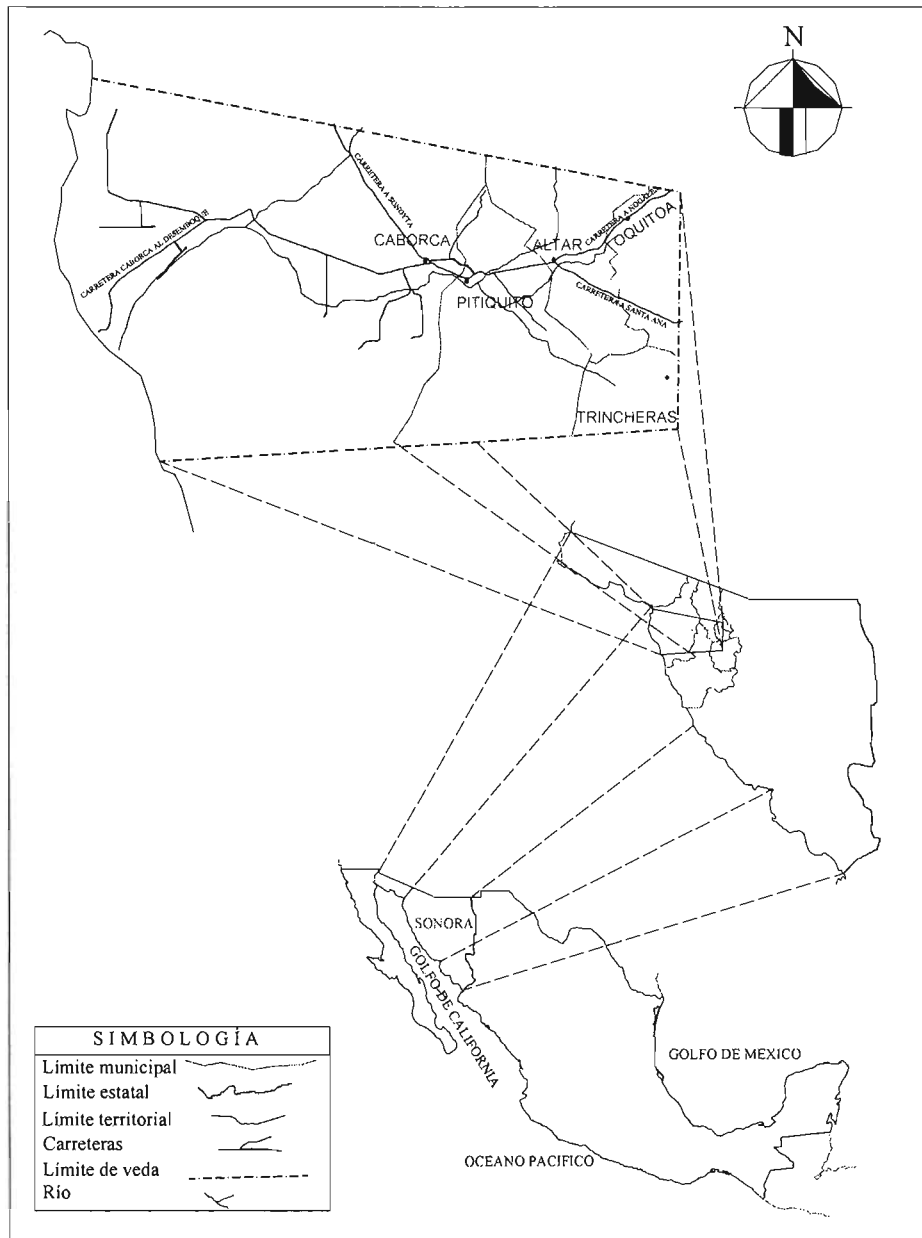 N
CARRETERA A SONOYTA
CARRETERA CABORCA AL DESEMBOQUE
CABORCA
ALTAR
CARRETERA A NOGALES
OQUITOA
PITIQUITO
CARRETERA A SANTA ANA
TRINCHERAS
SONORA
GOLFO DE CALIFORNIA
GOLFO DE MEXICO
OCEANO PACIFICO
SIMBOLOGÍA
Límite municipal
Límite estatal
Límite territorial
Carreteras
Límite de veda
Río